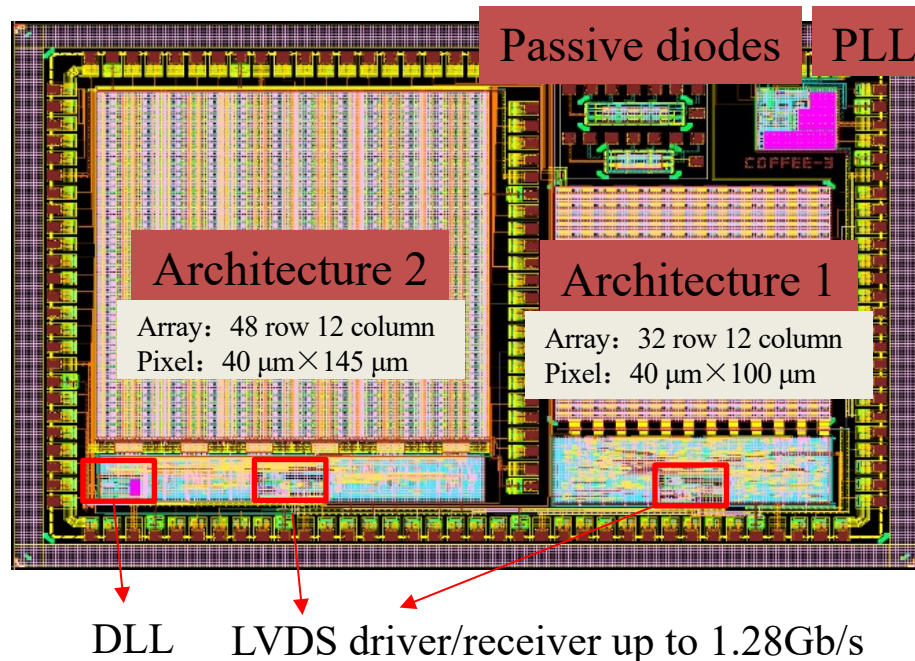 Passive diodes
PLL
COFFEE-3
Architecture 2
Array：48 row 12 column
Pixel：40 μm×145 μm
Architecture 1
Array：32 row 12 column
Pixel：40 μm×100 μm
DLL
LVDS driver/receiver up to 1.28Gb/s